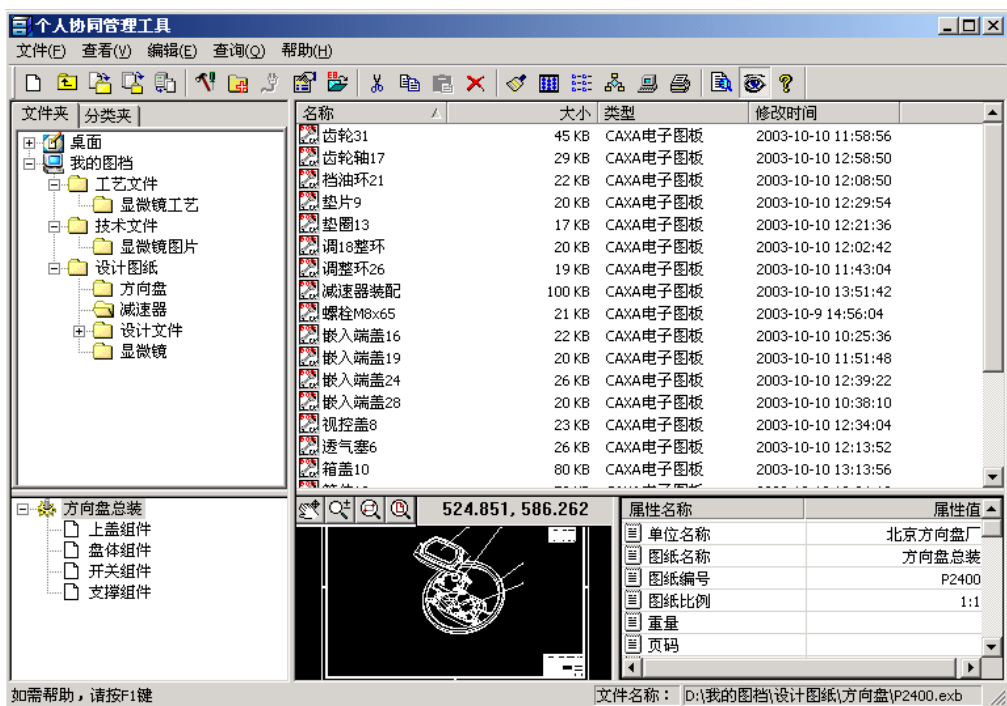 个人协同管理工具
文件(F) 查看(V) 编辑(E) 查询(Q) 帮助(H)
文件夹 分类夹
桌面
我的图档
工艺文件
显微镜工艺
技术文件
显微镜图片
设计图纸
方向盘
减速器
设计文件
显微镜
名称 大小 类型 修改时间
齿轮31 45 KB CAXA电子图板 2003-10-10 11:58:56
齿轮轴17 29 KB CAXA电子图板 2003-10-10 12:58:50
档油环21 22 KB CAXA电子图板 2003-10-10 12:08:50
垫片9 20 KB CAXA电子图板 2003-10-10 12:29:54
垫圈13 17 KB CAXA电子图板 2003-10-10 12:21:36
调18整环 20 KB CAXA电子图板 2003-10-10 12:02:42
调整环26 19 KB CAXA电子图板 2003-10-10 11:43:04
减速器装配 100 KB CAXA电子图板 2003-10-10 13:51:42
螺栓M8x65 21 KB CAXA电子图板 2003-10-9 14:56:04
嵌入端盖16 22 KB CAXA电子图板 2003-10-10 10:25:36
嵌入端盖19 20 KB CAXA电子图板 2003-10-10 11:51:48
嵌入端盖24 26 KB CAXA电子图板 2003-10-10 12:39:22
嵌入端盖28 20 KB CAXA电子图板 2003-10-10 10:38:10
视控盖8 23 KB CAXA电子图板 2003-10-10 12:34:04
透气塞6 26 KB CAXA电子图板 2003-10-10 12:13:52
箱盖10 80 KB CAXA电子图板 2003-10-10 13:13:56
方向盘总装
上盖组件
盘体组件
开关组件
支撑组件
524.851, 586.262
属性名称 属性值
单位名称 北京方向盘厂
图纸名称 方向盘总装
图纸编号 P2400
图纸比例 1:1
重量
页码
如需帮助，请按F1键
文件名称： D:\我的图档\设计图纸\方向盘\P2400.exb